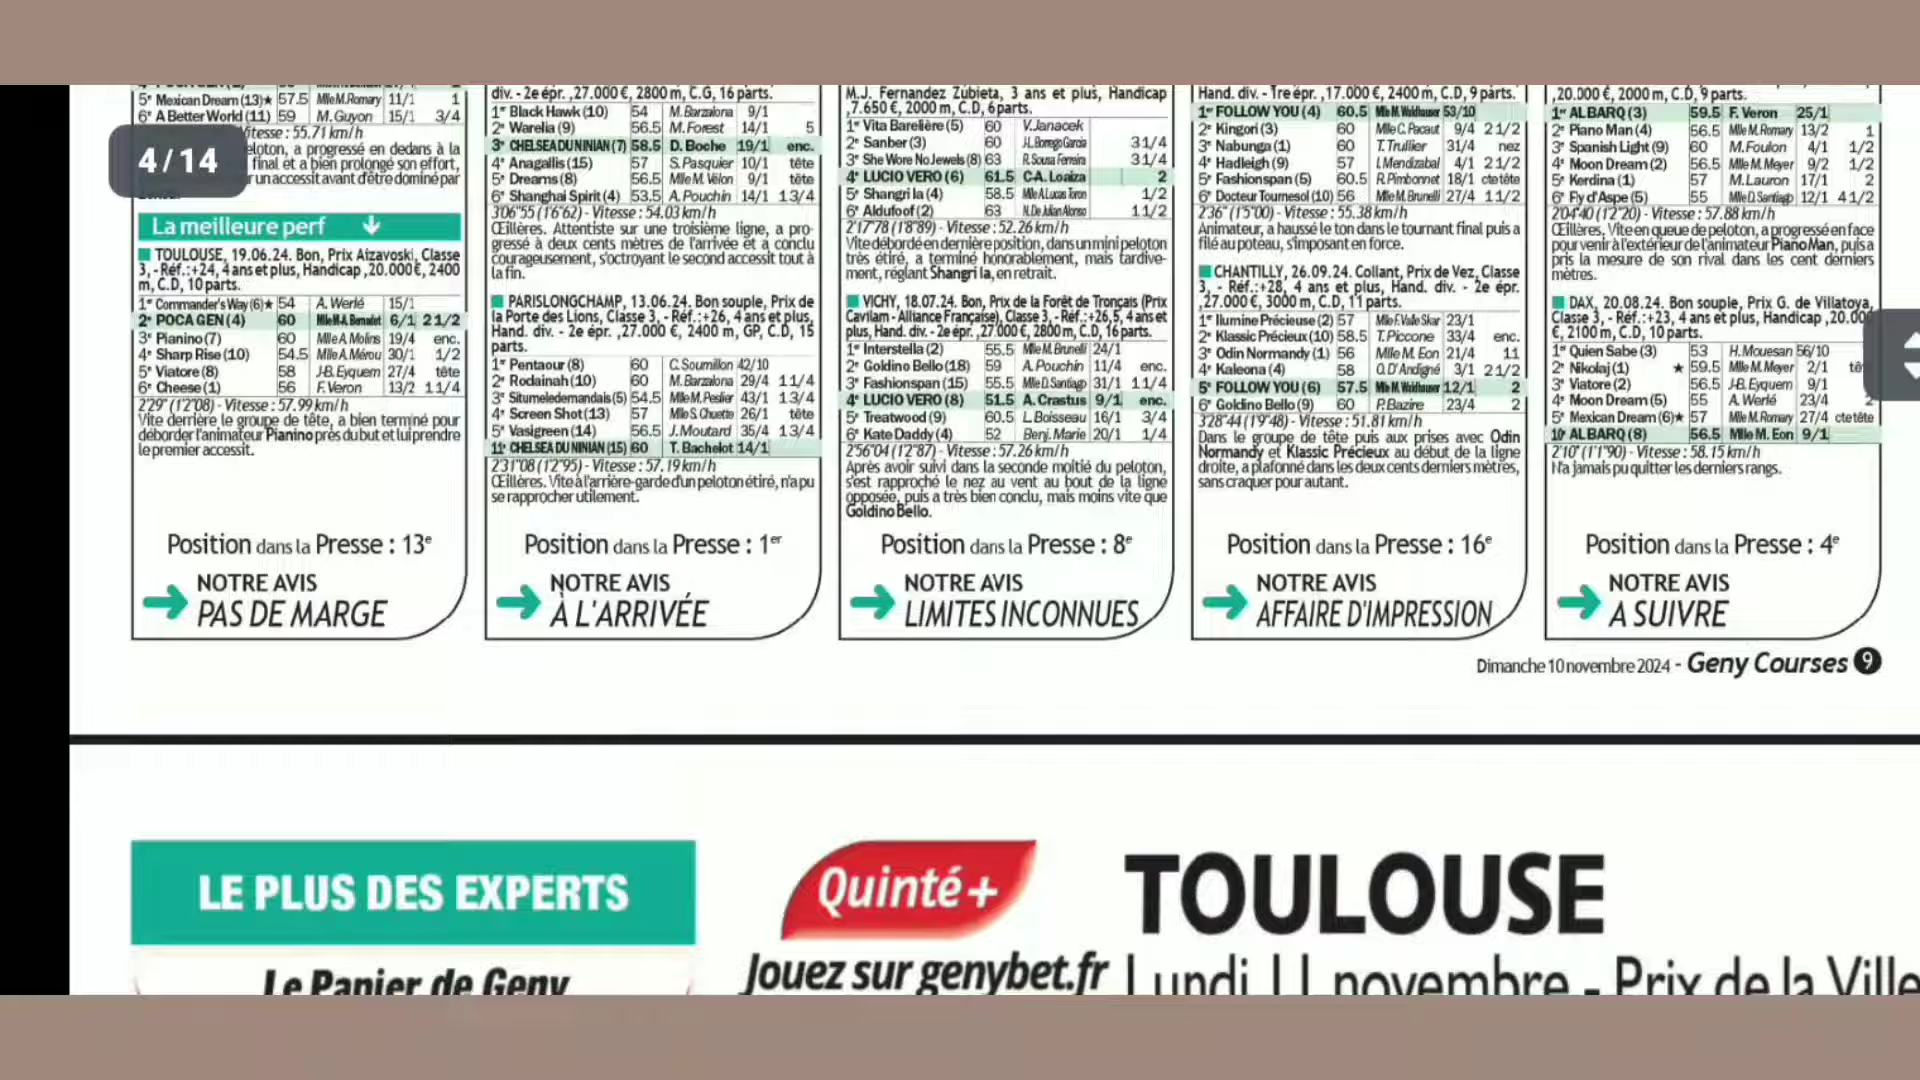 5e Mexican Dream (13)★ 57.5 Mlle M. Romary 11/1 1
6e A Better World (11) 59 M. Guyon 15/1 3/4
Vitesse : 55.71 km/h
4/14
peloton, a progressé en dedans à la
final et a bien prolongé son effort,
r un accessit avant d'être dominé par
La meilleure perf
TOULOUSE, 19.06.24. Bon, Prix Aizavoski, Classe
3, - Réf.:+24, 4 ans et plus, Handicap ,20.000 €, 2400
m, C.D, 10 parts.
1er Commander's Way (6)★ 54 A. Werlé 15/1
2e POCA GEN (4) 60 Mlle M-A. Bernadet 6/1 2 1/2
3e Pianino (7) 60 Mlle A. Molins 19/4 enc.
4e Sharp Rise (10) 54.5 Mlle A. Mérou 30/1 1/2
5e Viatore (8) 58 J-B. Eyquem 27/4 tête
6e Cheese (1) 56 F. Veron 13/2 1 1/4
2'29" (1'2"08) - Vitesse : 57.99 km/h
Vite derrière le groupe de tête, a bien terminé pour
déborder l'animateur Pianino près du but et lui prendre
le premier accessit.
Position dans la Presse : 13e
NOTRE AVIS
PAS DE MARGE
div. - 2e épr. ,27.000 €, 2800 m, C.G, 16 parts.
1er Black Hawk (10) 54 M. Barzalona 9/1
2e Warelia (9) 56.5 M. Forest 14/1 5
3e CHELSEA DU NINIAN (7) 58.5 D. Boche 19/1 enc.
4e Anagallis (15) 57 S. Pasquier 10/1 tête
5e Dreams (8) 56.5 Mlle M. Vélon 9/1 tête
6e Shanghai Spirit (4) 53.5 A. Pouchin 14/1 1 3/4
3'06"55 (1'6"62) - Vitesse : 54.03 km/h
Œillères. Attentiste sur une troisième ligne, a pro-
gressé à deux cents mètres de l'arrivée et a conclu
courageusement, s'octroyant le second accessit tout à
la fin.
PARISLONGCHAMP, 13.06.24. Bon souple, Prix de
la Porte des Lions, Classe 3, - Réf.:+26, 4 ans et plus,
Hand. div. - 2e épr. ,27.000 €, 2400 m, GP, C.D, 15
parts.
1er Pentaour (8) 60 C. Soumillon 42/10
2e Rodainah (10) 60 M. Barzalona 29/4 1 1/4
3e Situmeledemandais (5) 54.5 Mlle M. Peslier 43/1 1 3/4
4e Screen Shot (13) 57 Mlle S. Chuette 26/1 tête
5e Vasigreen (14) 56.5 J. Moutard 35/4 1 3/4
11e CHELSEA DU NINIAN (15) 60 T. Bachelot 14/1
2'31"08 (1'2"95) - Vitesse : 57.19 km/h
Œillères. Vite à l'arrière-garde d'un peloton étiré, n'a pu
se rapprocher utilement.
Position dans la Presse : 1er
NOTRE AVIS
À L'ARRIVÉE
M.J. Fernandez Zubieta, 3 ans et plus, Handicap
,7.650 €, 2000 m, C.D, 6 parts.
1er Vita Barelière (5) 60 V. Janacek
2e Sanber (3) 60 J.L. Borrego Garcia 3 1/4
3e She Wore No Jewels (8) 63 R. Sousa Ferreira 3 1/4
4e LUCIO VERO (6) 61.5 C-A. Loaiza 2
5e Shangri la (4) 58.5 Mlle A. Lucas Toron 1/2
6e Aldufoof (2) 63 N. De Julian Alonso 1 1/2
2'17"78 (1'8"89) - Vitesse : 52.26 km/h
Vite débordé en dernière position, dans un mini peloton
très étiré, a terminé honorablement, mais tardive-
ment, réglant Shangri la, en retrait.
VICHY, 18.07.24. Bon, Prix de la Forêt de Tronçais (Prix
Cavilam - Alliance Française), Classe 3, - Réf.:+26,5, 4 ans et
plus, Hand. div. - 2e épr. ,27.000 €, 2800 m, C.D, 16 parts.
1er Interstella (2) 55.5 Mlle M. Brunelli 24/1
2e Goldino Bello (18) 59 A. Pouchin 11/4 enc.
3e Fashionspan (15) 55.5 Mlle D. Santiago 31/1 1 1/4
4e LUCIO VERO (8) 51.5 A. Crastus 9/1 enc.
5e Treatwood (9) 60.5 L. Boisseau 16/1 3/4
6e Kate Daddy (4) 52 Benj. Marie 20/1 1/4
2'56"04 (1'2"87) - Vitesse : 57.26 km/h
Après avoir suivi dans la seconde moitié du peloton,
s'est rapproché le nez au vent au bout de la ligne
opposée, puis a très bien conclu, mais moins vite que
Goldino Bello.
Position dans la Presse : 8e
NOTRE AVIS
LIMITES INCONNUES
Hand. div. - 1re épr. ,17.000 €, 2400 m, C.D, 9 parts.
1er FOLLOW YOU (4) 60.5 Mlle M. Waldhauser 53/10
2e Kingori (3) 60 Mlle C. Pacaut 9/4 2 1/2
3e Nabunga (1) 60 T. Trullier 31/4 nez
4e Hadleigh (9) 57 I. Mendizabal 4/1 2 1/2
5e Fashionspan (5) 60.5 R. Pimbonnet 18/1 cte tête
6e Docteur Tournesol (10) 56 Mlle M. Brunelli 27/4 1 1/2
2'36" (1'5"00) - Vitesse : 55.38 km/h
Animateur, a haussé le ton dans le tournant final puis a
filé au poteau, s'imposant en force.
CHANTILLY, 26.09.24. Collant, Prix de Vez, Classe
3, - Réf.:+28, 4 ans et plus, Hand. div. - 2e épr.
,27.000 €, 3000 m, C.D, 11 parts.
1er Ilumine Précieuse (2) 57 Mlle F. Valle Skar 23/1
2e Klassic Précieux (10) 58.5 T. Piccone 33/4 enc.
3e Odin Normandy (1) 56 Mlle M. Eon 21/4 11
4e Kaleona (4) 58 O. D'Andigné 3/1 2 1/2
5e FOLLOW YOU (6) 57.5 Mlle M. Waldhauser 12/1 2
6e Goldino Bello (9) 60 P. Bazire 23/4 2
3'28"44 (1'9"48) - Vitesse : 51.81 km/h
Dans le groupe de tête puis aux prises avec Odin
Normandy et Klassic Précieux au début de la ligne
droite, a plafonné dans les deux cents derniers mètres,
sans craquer pour autant.
Position dans la Presse : 16e
NOTRE AVIS
AFFAIRE D'IMPRESSION
,20.000 €, 2000 m, C.D, 9 parts.
1er ALBARQ (3) 59.5 F. Veron 25/1
2e Piano Man (4) 56.5 Mlle M. Romary 13/2 1
3e Spanish Light (9) 60 M. Foulon 4/1 1/2
4e Moon Dream (2) 56.5 Mlle M. Meyer 9/2 1/2
5e Kerdina (1) 57 M. Lauron 17/1 2
6e Fly d'Aspe (5) 55 Mlle D. Santiago 12/1 4 1/2
2'04"40 (1'2"20) - Vitesse : 57.88 km/h
Œillères. Vite en queue de peloton, a progressé en face
pour venir à l'extérieur de l'animateur Piano Man, puis a
pris la mesure de son rival dans les cent derniers
mètres.
DAX, 20.08.24. Bon souple, Prix G. de Villatoya,
Classe 3, - Réf.:+23, 4 ans et plus, Handicap ,20.000
€, 2100 m, C.D, 10 parts.
1er Quien Sabe (3) 53 H. Mouesan 56/10
2e Nikolaj (1) ★ 59.5 Mlle M. Meyer 2/1 tê
3e Viatore (2) 56.5 J-B. Eyquem 9/1
4e Moon Dream (5) 55 A. Werlé 23/4 2
5e Mexican Dream (6)★ 57 Mlle M. Romary 27/4 cte tête
10e ALBARQ (8) 56.5 Mlle M. Eon 9/1
2'10" (1'1"90) - Vitesse : 58.15 km/h
N'a jamais pu quitter les derniers rangs.
Position dans la Presse : 4e
NOTRE AVIS
A SUIVRE
Dimanche 10 novembre 2024 - Geny Courses 9
LE PLUS DES EXPERTS
Le Papier de Geny
Quinté+
Jouez sur genybet.fr
TOULOUSE
Lundi 11 novembre - Prix de la Ville